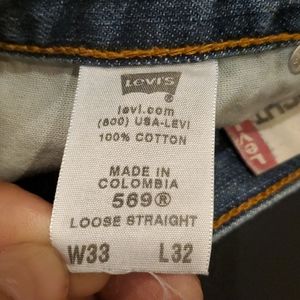 LEVI'S
®
levi.com
(800) USA-LEVI
100% COTTON
MADE IN
COLOMBIA
569®
LOOSE STRAIGHT
W33 L32